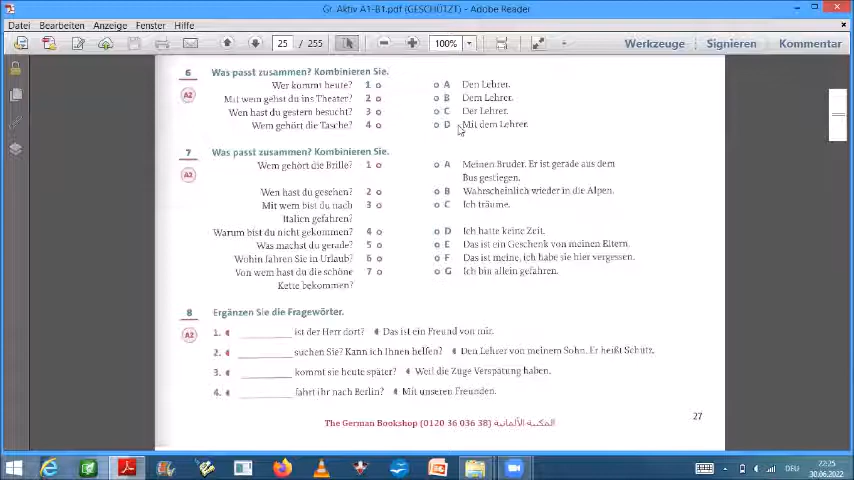 Gr. Aktiv A1-B1.pdf (GESCHÜTZT) - Adobe Reader
Datei Bearbeiten Anzeige Fenster Hilfe
25 / 255 100% Werkzeuge Signieren Kommentar
6 Was passt zusammen? Kombinieren Sie.
A2
Wer kommt heute? 1 A Den Lehrer.
Mit wem gehst du ins Theater? 2 B Dem Lehrer.
Wen hast du gestern besucht? 3 C Der Lehrer.
Wem gehört die Tasche? 4 D Mit dem Lehrer.
7 Was passt zusammen? Kombinieren Sie.
A2
Wem gehört die Brille? 1 A Meinen Bruder. Er ist gerade aus dem
Bus gestiegen.
Wen hast du gesehen? 2 B Wahrscheinlich wieder in die Alpen.
Mit wem bist du nach 3 C Ich träume.
Italien gefahren?
Warum bist du nicht gekommen? 4 D Ich hatte keine Zeit.
Was machst du gerade? 5 E Das ist ein Geschenk von meinen Eltern.
Wohin fahren Sie in Urlaub? 6 F Das ist meine, ich habe sie hier vergessen.
Von wem hast du die schöne 7 G Ich bin allein gefahren.
Kette bekommen?
8 Ergänzen Sie die Fragewörter.
A2
1. ________ ist der Herr dort? Das ist ein Freund von mir.
2. ________ suchen Sie? Kann ich Ihnen helfen? Den Lehrer von meinem Sohn. Er heißt Schütz.
3. ________ kommt sie heute später? Weil die Züge Verspätung haben.
4. ________ fahrt ihr nach Berlin? Mit unseren Freunden.
27
The German Bookshop (0120 36 036 38) المكتبة الألمانية
DEU 22:25
30.06.2022